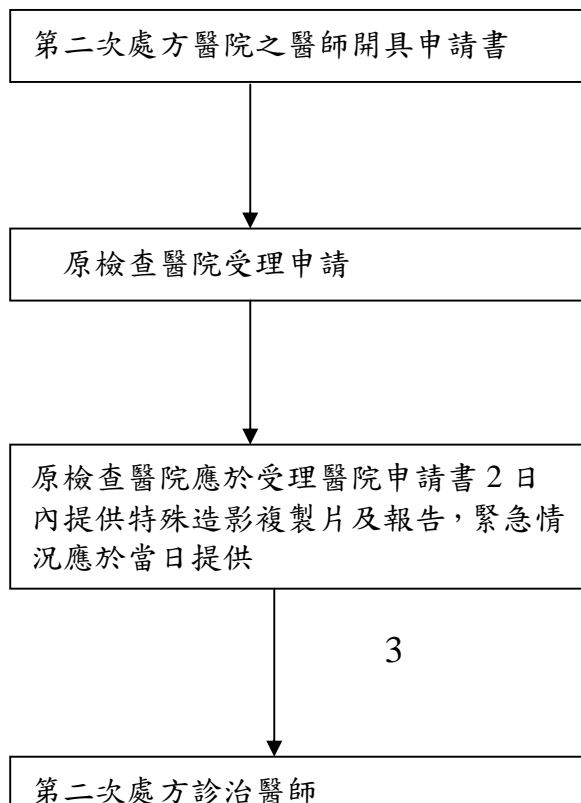 第二次處方醫院之醫師開具申請書
原檢查醫院受理申請
原檢查醫院應於受理醫院申請書 2 日
內提供特殊造影複製片及報告，緊急情
況應於當日提供
3
第二次處方診治醫師